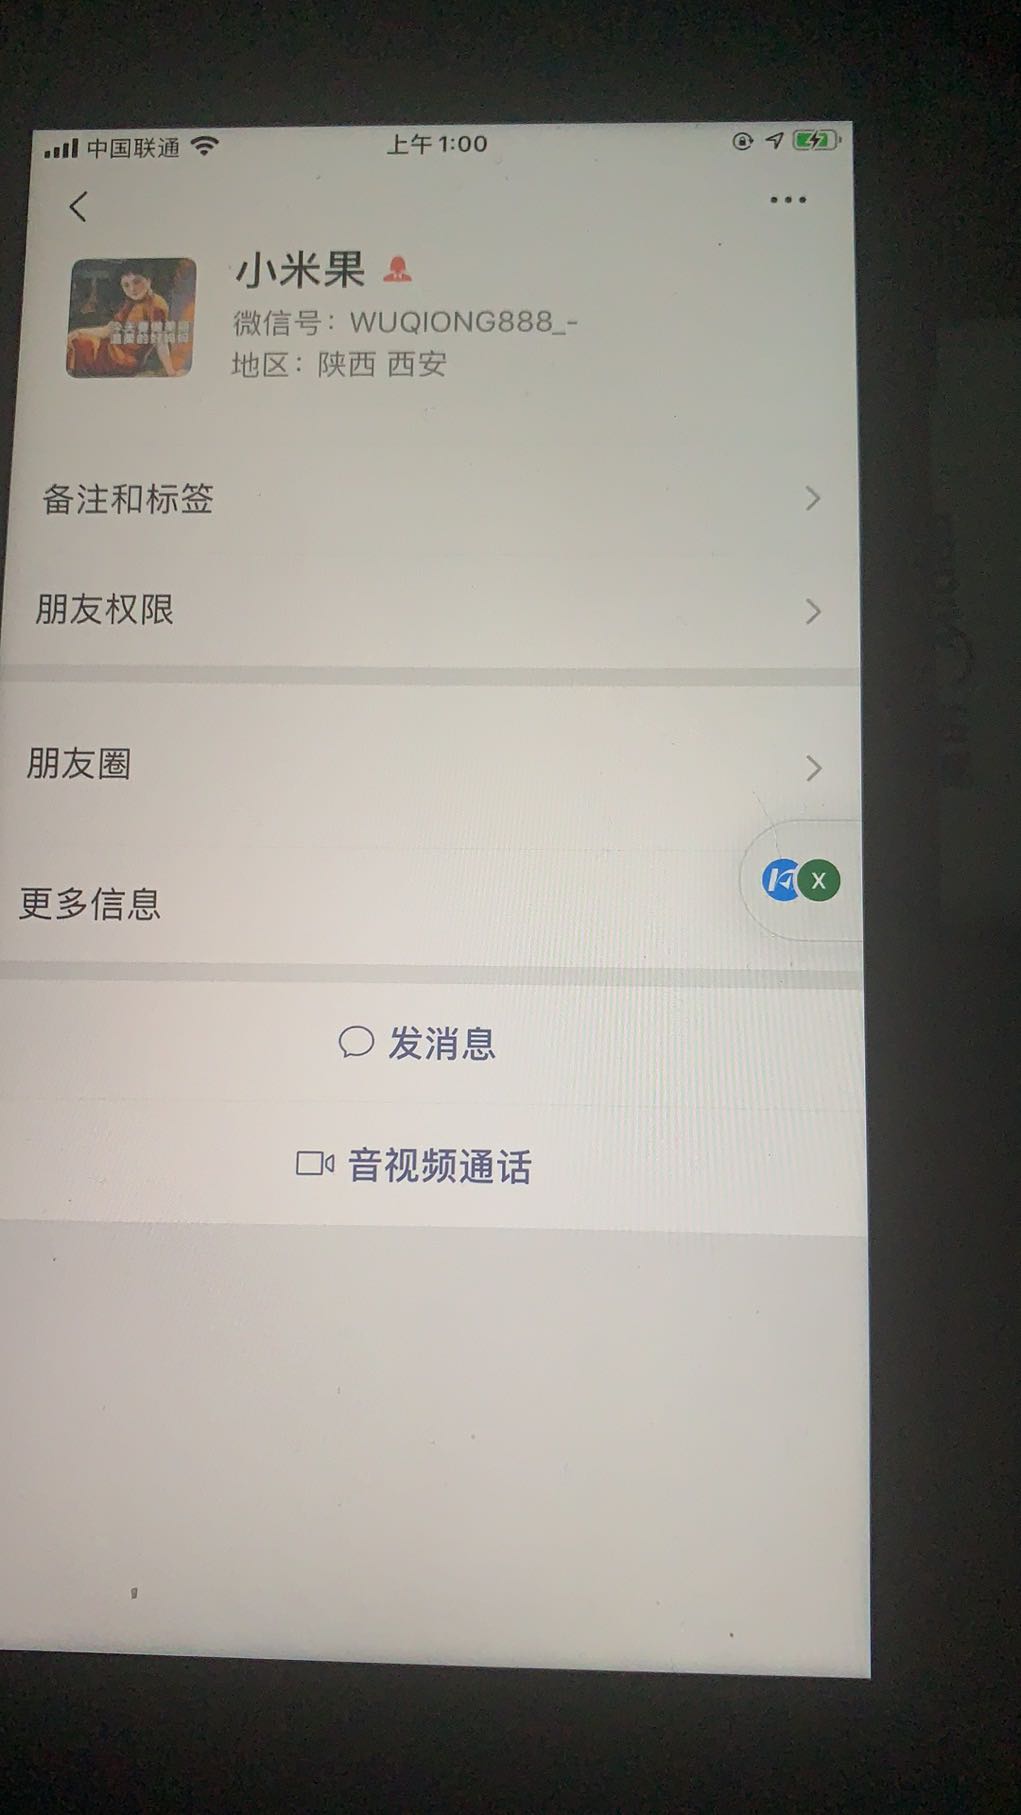 中国联通
上午1:00
小米果
微信号：WUQIONG888_-
地区：陕西 西安
备注和标签
朋友权限
朋友圈
更多信息
X
发消息
音视频通话